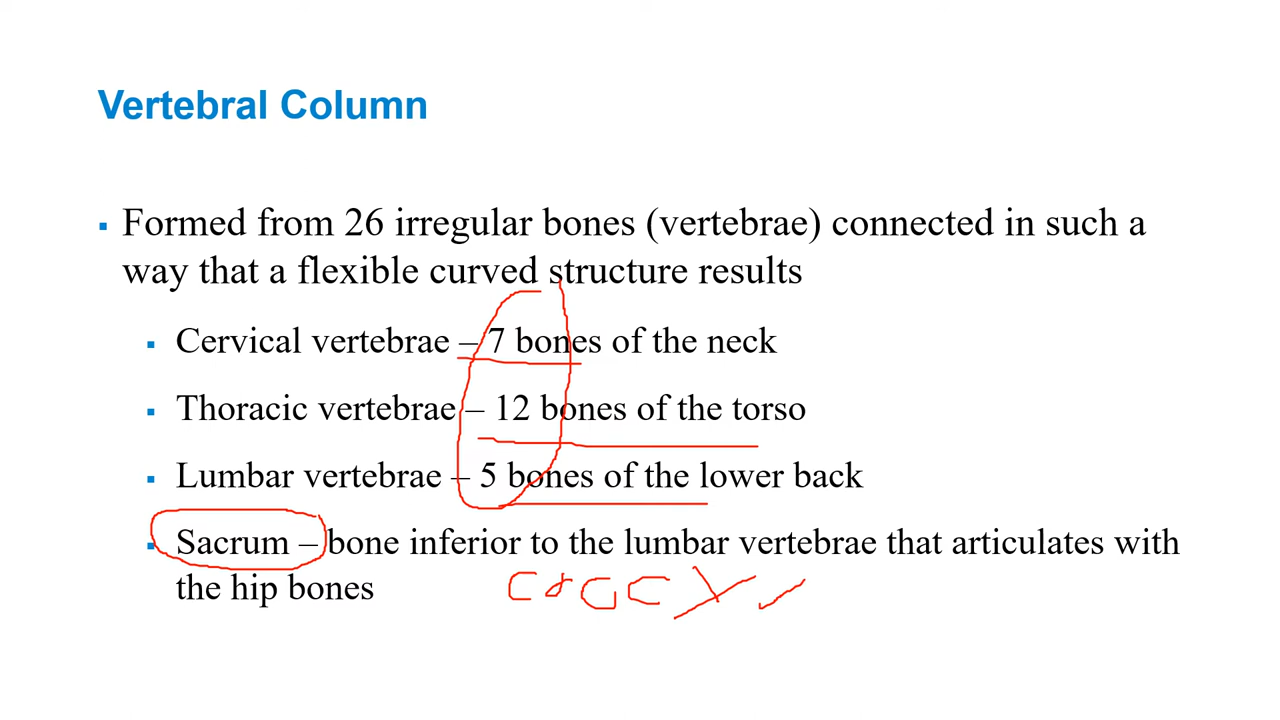 Vertebral Column
▪ Formed from 26 irregular bones (vertebrae) connected in such a
way that a flexible curved structure results
▪ Cervical vertebrae – 7 bones of the neck
▪ Thoracic vertebrae – 12 bones of the torso
▪ Lumbar vertebrae – 5 bones of the lower back
▪ Sacrum – bone inferior to the lumbar vertebrae that articulates with
the hip bones